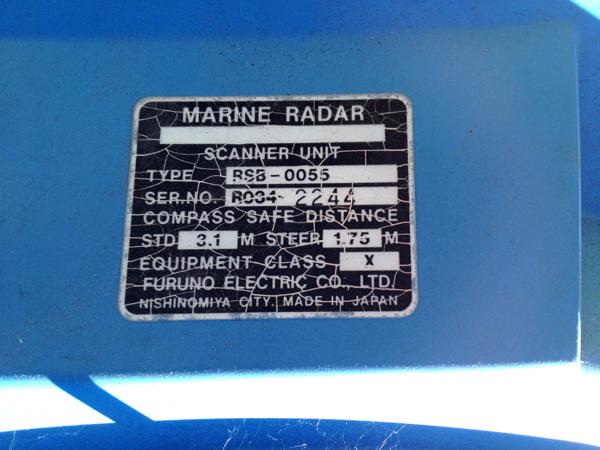 MARINE RADAR
SCANNER UNIT
TYPE RSB-0055
SER.NO. R034-2244
COMPASS SAFE DISTANCE
STD 3.1 M STEER 1.75 M
EQUIPMENT CLASS X
FURUNO ELECTRIC CO., LTD.
NISHINOMIYA CITY, MADE IN JAPAN